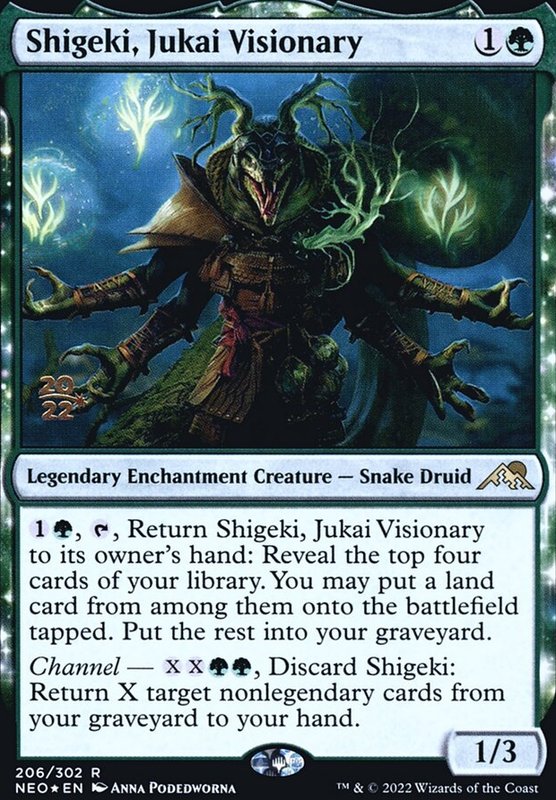 Shigeki, Jukai Visionary 1
20
22
Legendary Enchantment Creature — Snake Druid
1 , , Return Shigeki, Jukai Visionary
to its owner's hand: Reveal the top four
cards of your library. You may put a land
card from among them onto the battlefield
tapped. Put the rest into your graveyard.
Channel — X X , Discard Shigeki:
Return X target nonlegendary cards from
your graveyard to your hand.
1/3
206/302 R
NEO★EN Anna Podedworna
™ & © 2022 Wizards of the Coast